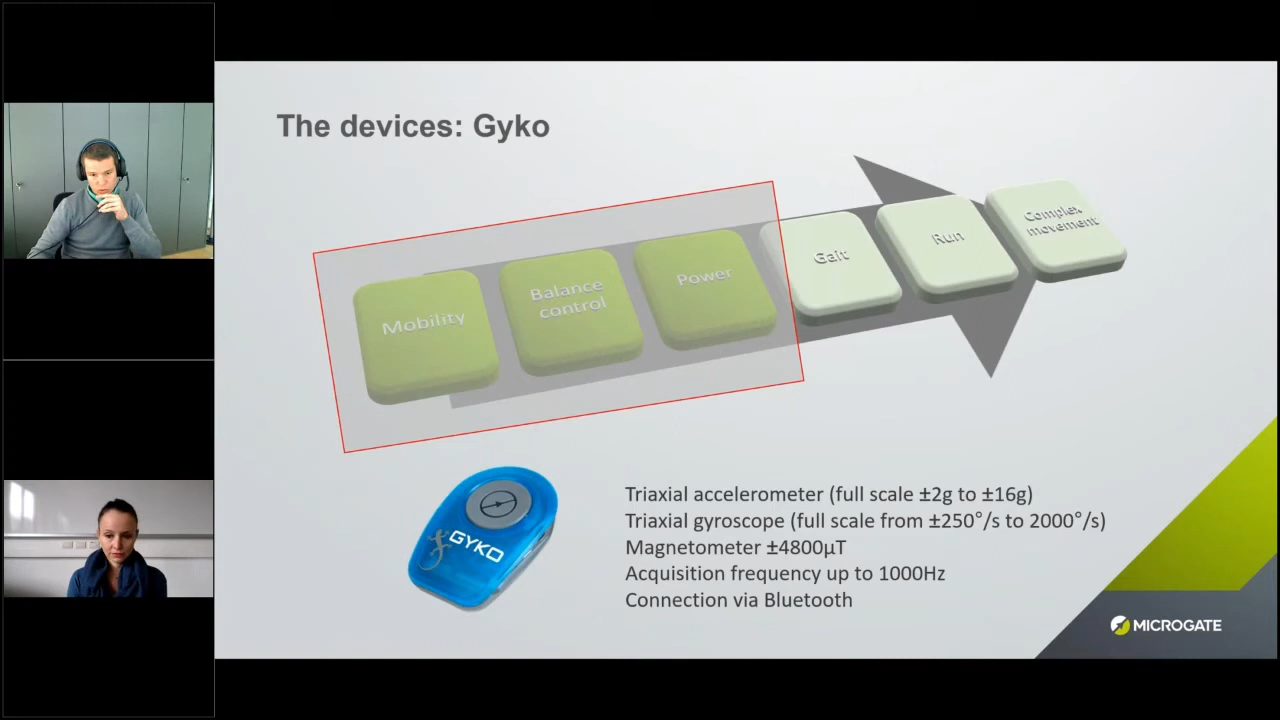 The devices: Gyko
Mobility
Balance
control
Power
Gait
Run
Complex
movement
GYKO
Triaxial accelerometer (full scale ±2g to ±16g)
Triaxial gyroscope (full scale from ±250°/s to 2000°/s)
Magnetometer ±4800µT
Acquisition frequency up to 1000Hz
Connection via Bluetooth
MICROGATE